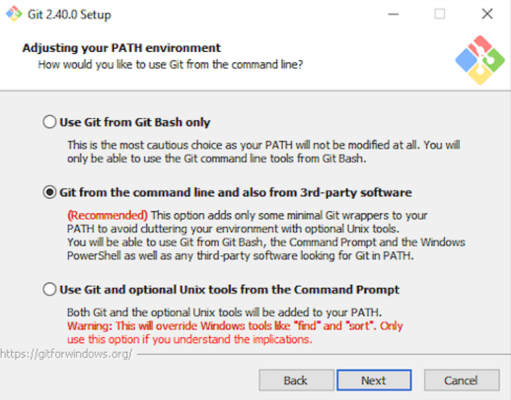 Git 2.40.0 Setup
Adjusting your PATH environment
How would you like to use Git from the command line?
Use Git from Git Bash only
This is the most cautious choice as your PATH will not be modified at all. You will
only be able to use the Git command line tools from Git Bash.
Git from the command line and also from 3rd-party software
(Recommended) This option adds only some minimal Git wrappers to your
PATH to avoid cluttering your environment with optional Unix tools.
You will be able to use Git from Git Bash, the Command Prompt and the Windows
PowerShell as well as any third-party software looking for Git in PATH.
Use Git and optional Unix tools from the Command Prompt
Both Git and the optional Unix tools will be added to your PATH.
Warning: This will override Windows tools like "find" and "sort". Only
use this option if you understand the implications.
https://gitforwindows.org/
Back
Next
Cancel